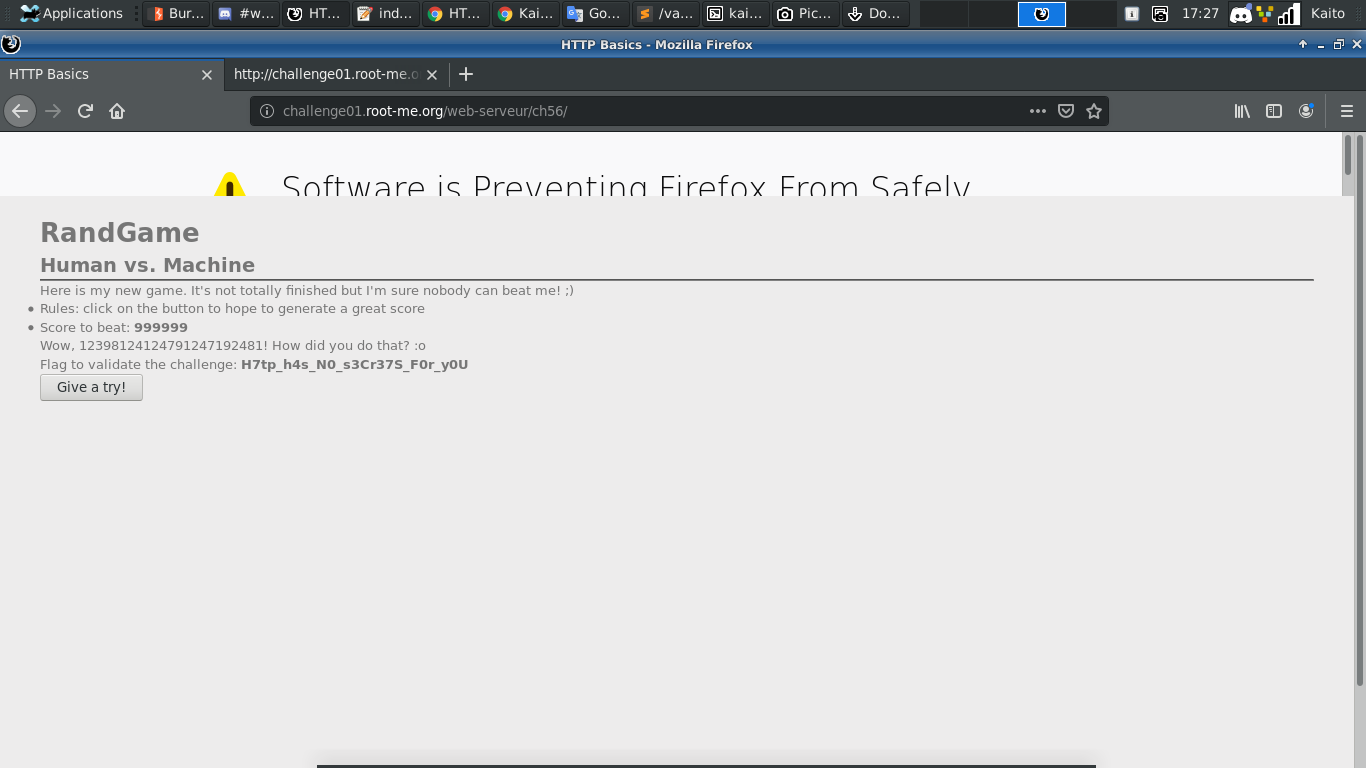 Applications Bur... #w... HT... ind... HT... Kai... Go... /va... kai... Pic... Do... 17:27 Kaito
HTTP Basics - Mozilla Firefox
HTTP Basics http://challenge01.root-me.o
challenge01.root-me.org/web-serveur/ch56/
Software is Preventing Firefox From Safely
RandGame
Human vs. Machine
Here is my new game. It's not totally finished but I'm sure nobody can beat me! ;)
• Rules: click on the button to hope to generate a great score
• Score to beat: 999999
Wow, 12398124124791247192481! How did you do that? :o
Flag to validate the challenge: H7tp_h4s_N0_s3Cr37S_F0r_y0U
Give a try!